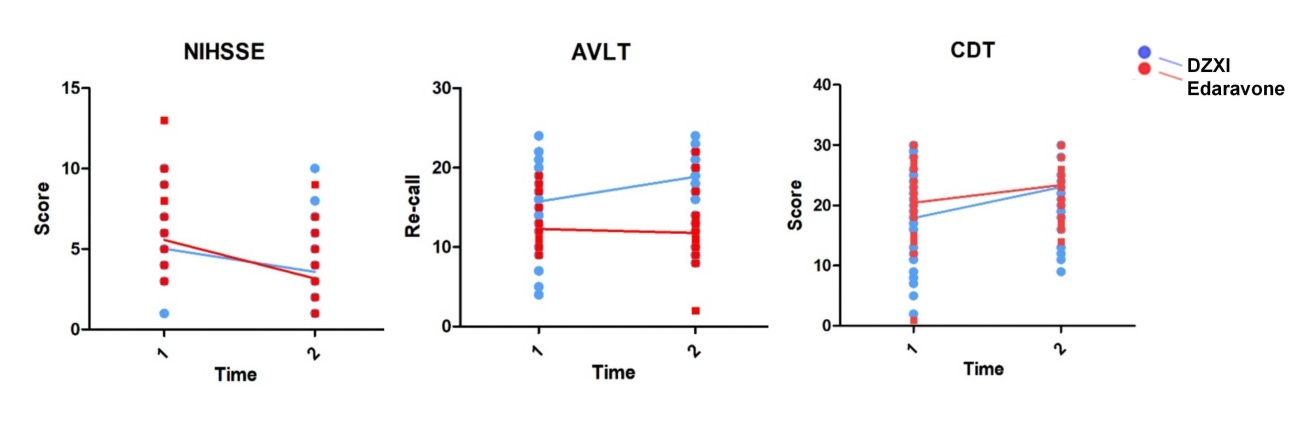 NIHSSE
15
10
5
0
Score
1
2
Time
AVLT
30
20
10
0
Re-call
1
2
Time
CDT
40
30
20
10
0
Score
1
2
Time
DZXI
Edaravone